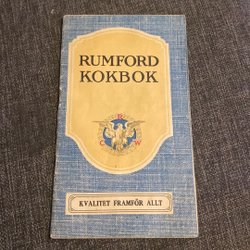 RUMFORD
KOKBOK
R
C W
KVALITET FRAMFÖR ALLT